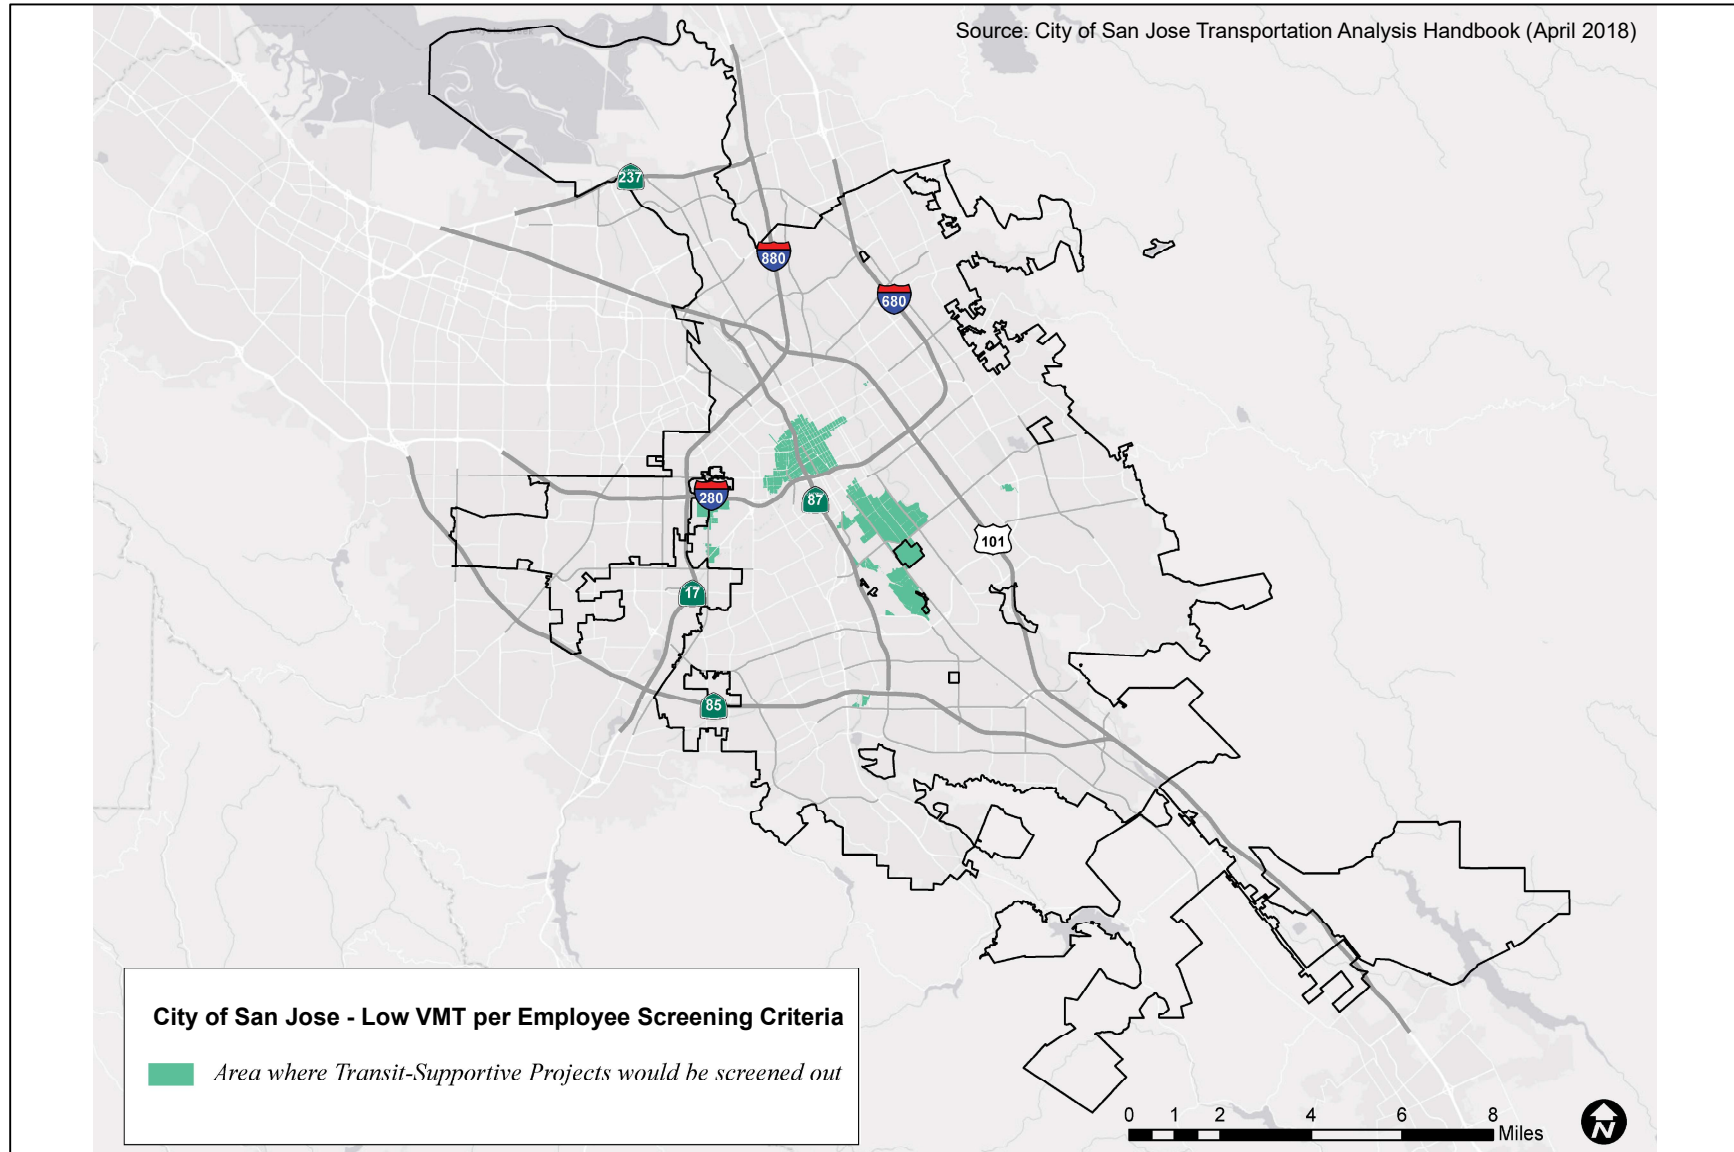 Source: City of San Jose Transportation Analysis Handbook (April 2018)
237
880
680
280
87
101
17
85
City of San Jose - Low VMT per Employee Screening Criteria
Area where Transit-Supportive Projects would be screened out
0 1 2 4 6 8
Miles
N